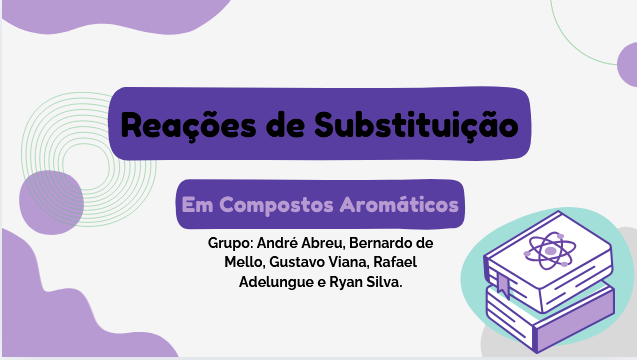 Reações de Substituição
Em Compostos Aromáticos
Grupo: André Abreu, Bernardo de
Mello, Gustavo Viana, Rafael
Adelungue e Ryan Silva.